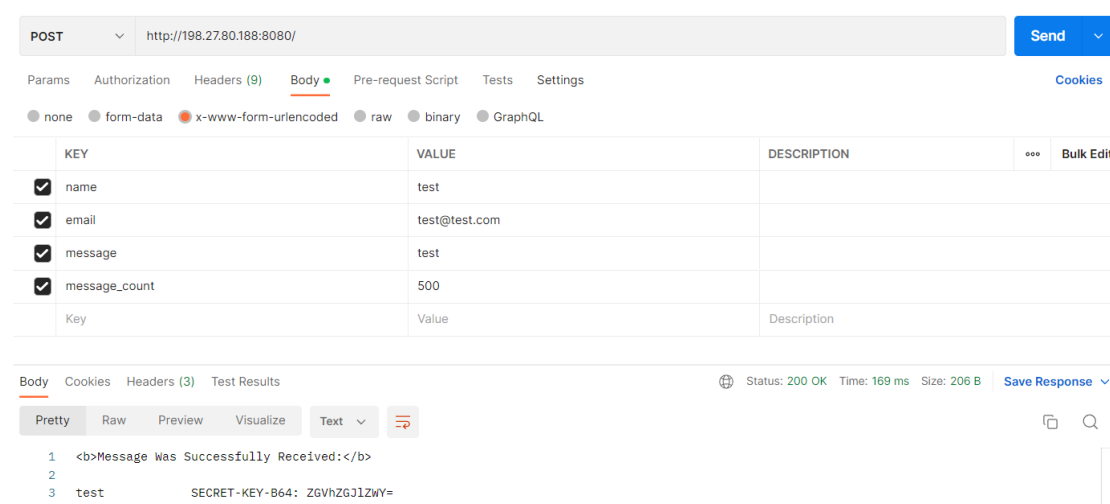 POST http://198.27.80.188:8080/ Send
Params Authorization Headers (9) Body Pre-request Script Tests Settings Cookies
none form-data x-www-form-urlencoded raw binary GraphQL
KEY VALUE DESCRIPTION ooo Bulk Edit
name test
email test@test.com
message test
message_count 500
Key Value Description
Body Cookies Headers (3) Test Results Status: 200 OK Time: 169 ms Size: 206 B Save Response
Pretty Raw Preview Visualize Text
1 <b>Message Was Successfully Received:</b>
2
3 test SECRET-KEY-B64: ZGVhZGJlZWY=